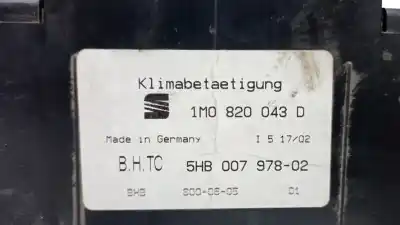 Klimabetaetigung
1M0 820 043 D
Made in Germany I 5 17/02
B.H.TC 5HB 007 978-02
BHB 800-06-05 01